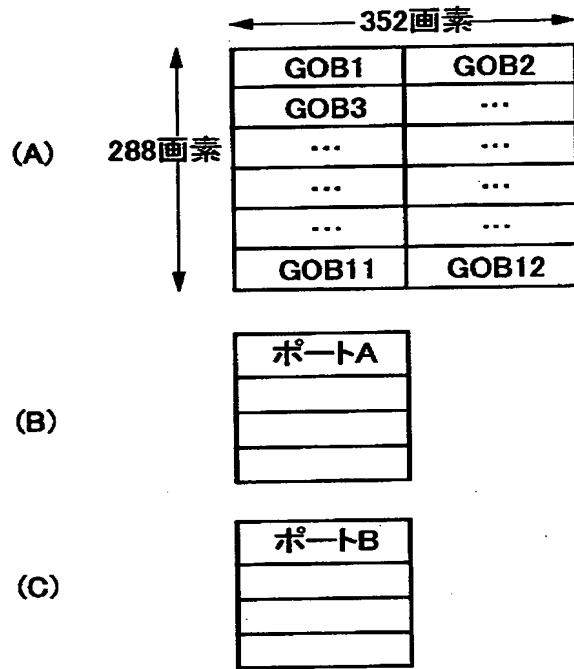 352画素
GOB1 GOB2
GOB3 …
(A) 288画素 … …
… …
… …
GOB11 GOB12
ポートA
(B)
ポートB
(C)